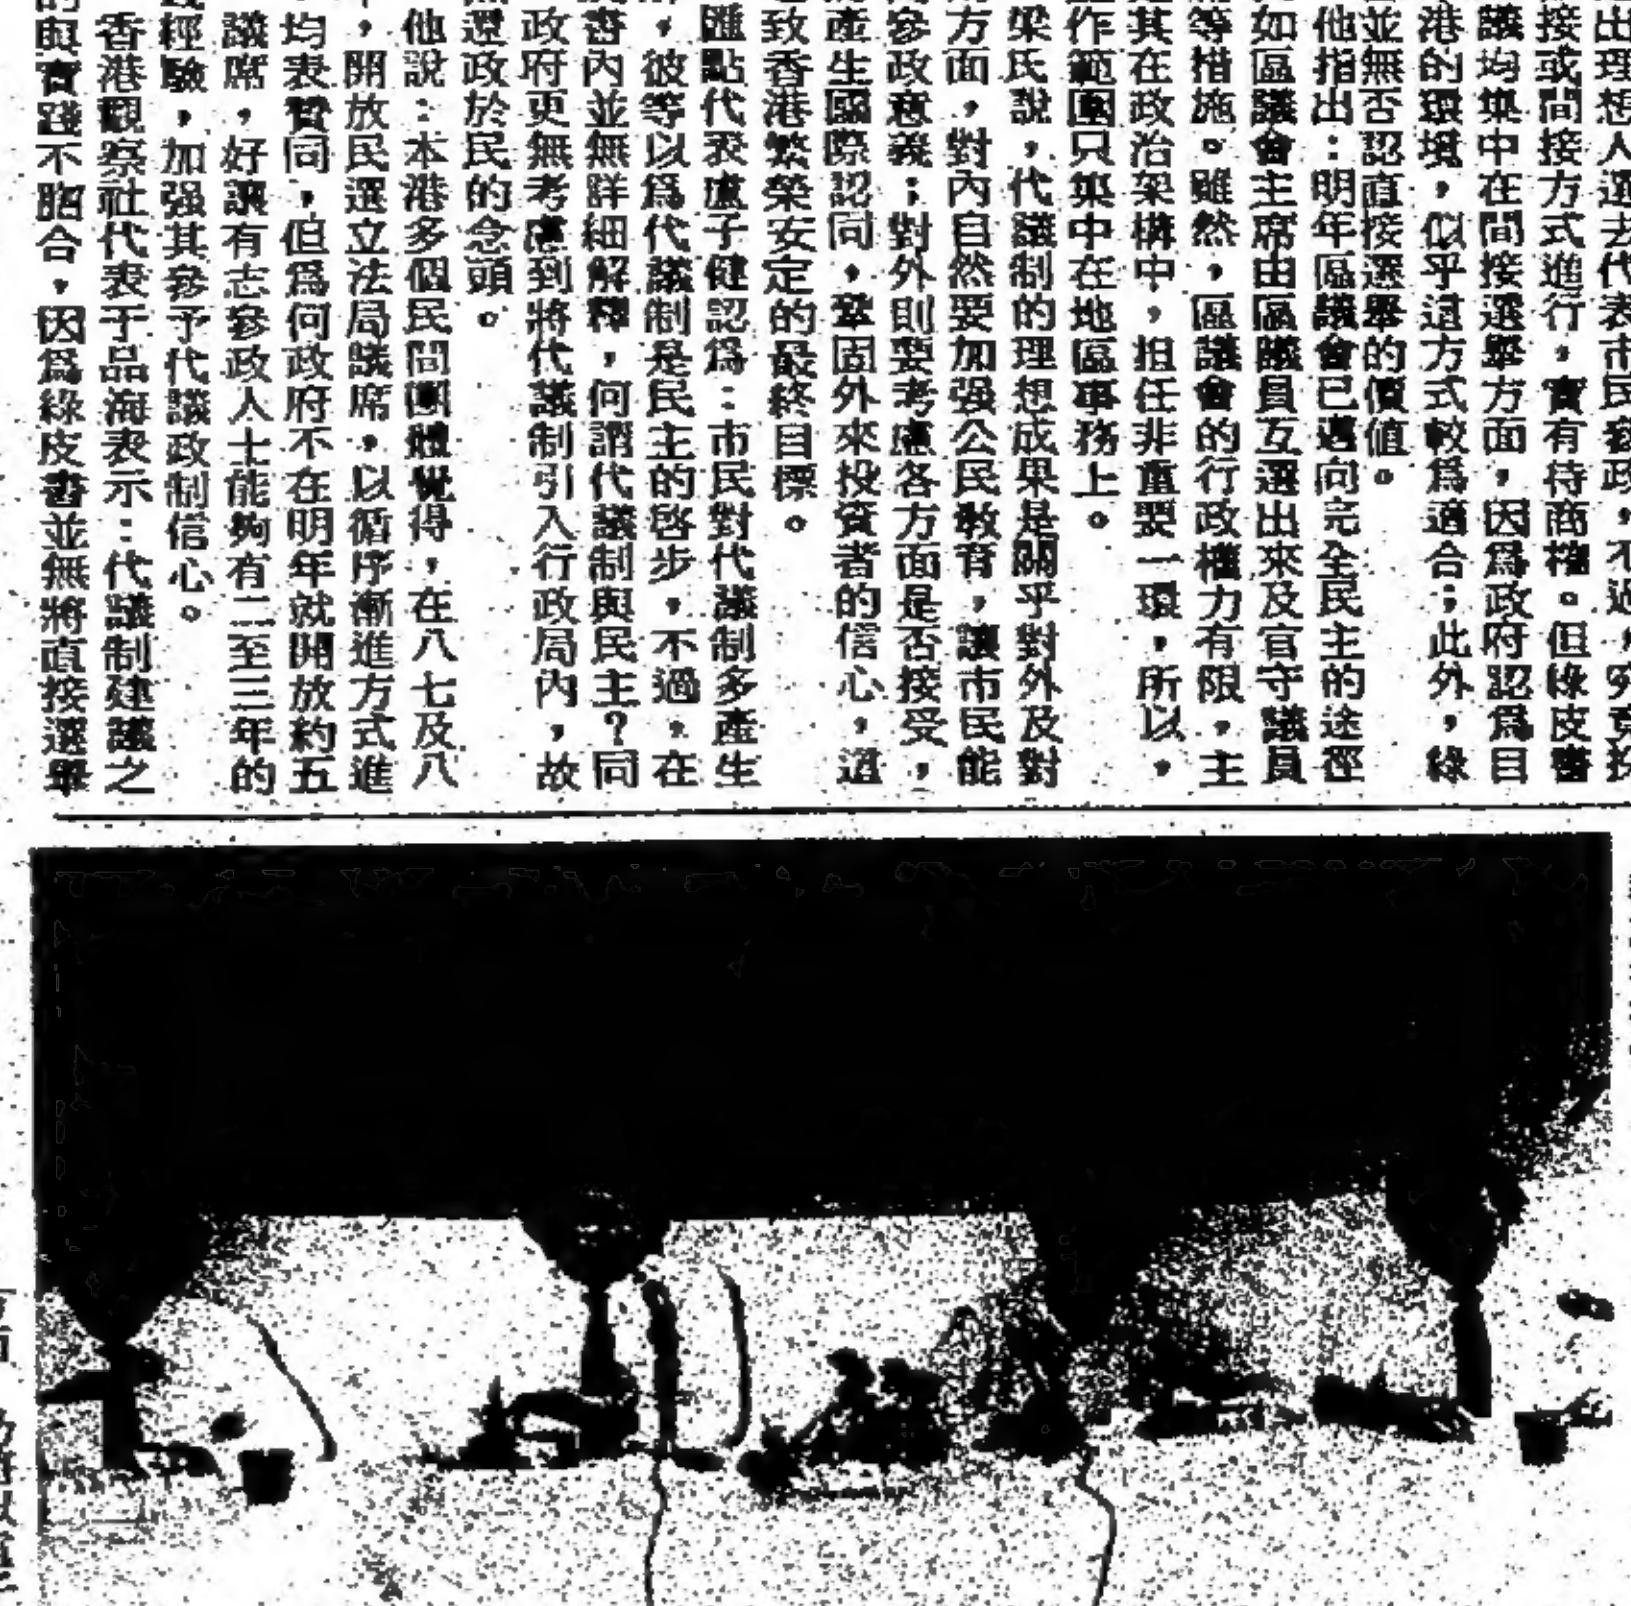 出理想人選去代表市民參政，不過，究竟採
接或間接方式進行，實有待商榷。但綠皮書
議均集中在間接選舉方面，因爲政府認爲目
港的環境，似乎這方式較爲適合；此外，綠
並無否認直接選舉的價值。
他指出：明年區議會已邁向完全民主的途徑
如區議會主席由區議員互選出來及官守議員
等措施。雖然，區議會的行政權力有限，主
其在政治架構中，担任非重要一環，所以，
作範圍只集中在地區事務上。
梁氏說，代議制的理想成果是關乎對外及對
方面，對內自然要加强公民教育，讓市民能
參政意義；對外則要考慮各方面是否接受，
產生國際認同，鞏固外來投資者的信心，這
致香港繁榮安定的最終目標。
匯點代表盧子健認爲：市民對代議制多產生
，彼等以爲代議制是民主的啓步，不過，在
書內並無詳細解釋，何謂代議制與民主？同
政府更無考慮到將代議制引入行政局內，故
還政於民的念頭。
他說：本港多個民間團體覺得，在八七及八
，開放民選立法局議席，以循序漸進方式進
均表贊同，但爲何政府不在明年就開放約五
議席，好讓有志參政人士能夠有二至三年的
經驗，加强其參予代議政制信心。
香港觀察社代表于品海表示：代議制建議之
與實踐不脗合，因爲綠皮書並無將直接選舉